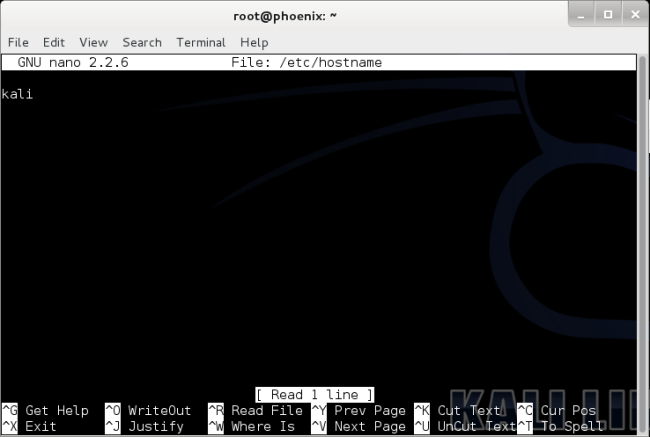 root@phoenix: ~
File Edit View Search Terminal Help
GNU nano 2.2.6 File: /etc/hostname
kali
[ Read 1 line ]
^G Get Help ^O WriteOut ^R Read File ^Y Prev Page ^K Cut Text ^C Cur Pos
^X Exit ^J Justify ^W Where Is ^V Next Page ^U UnCut Text ^T To Spell
KALI LIN